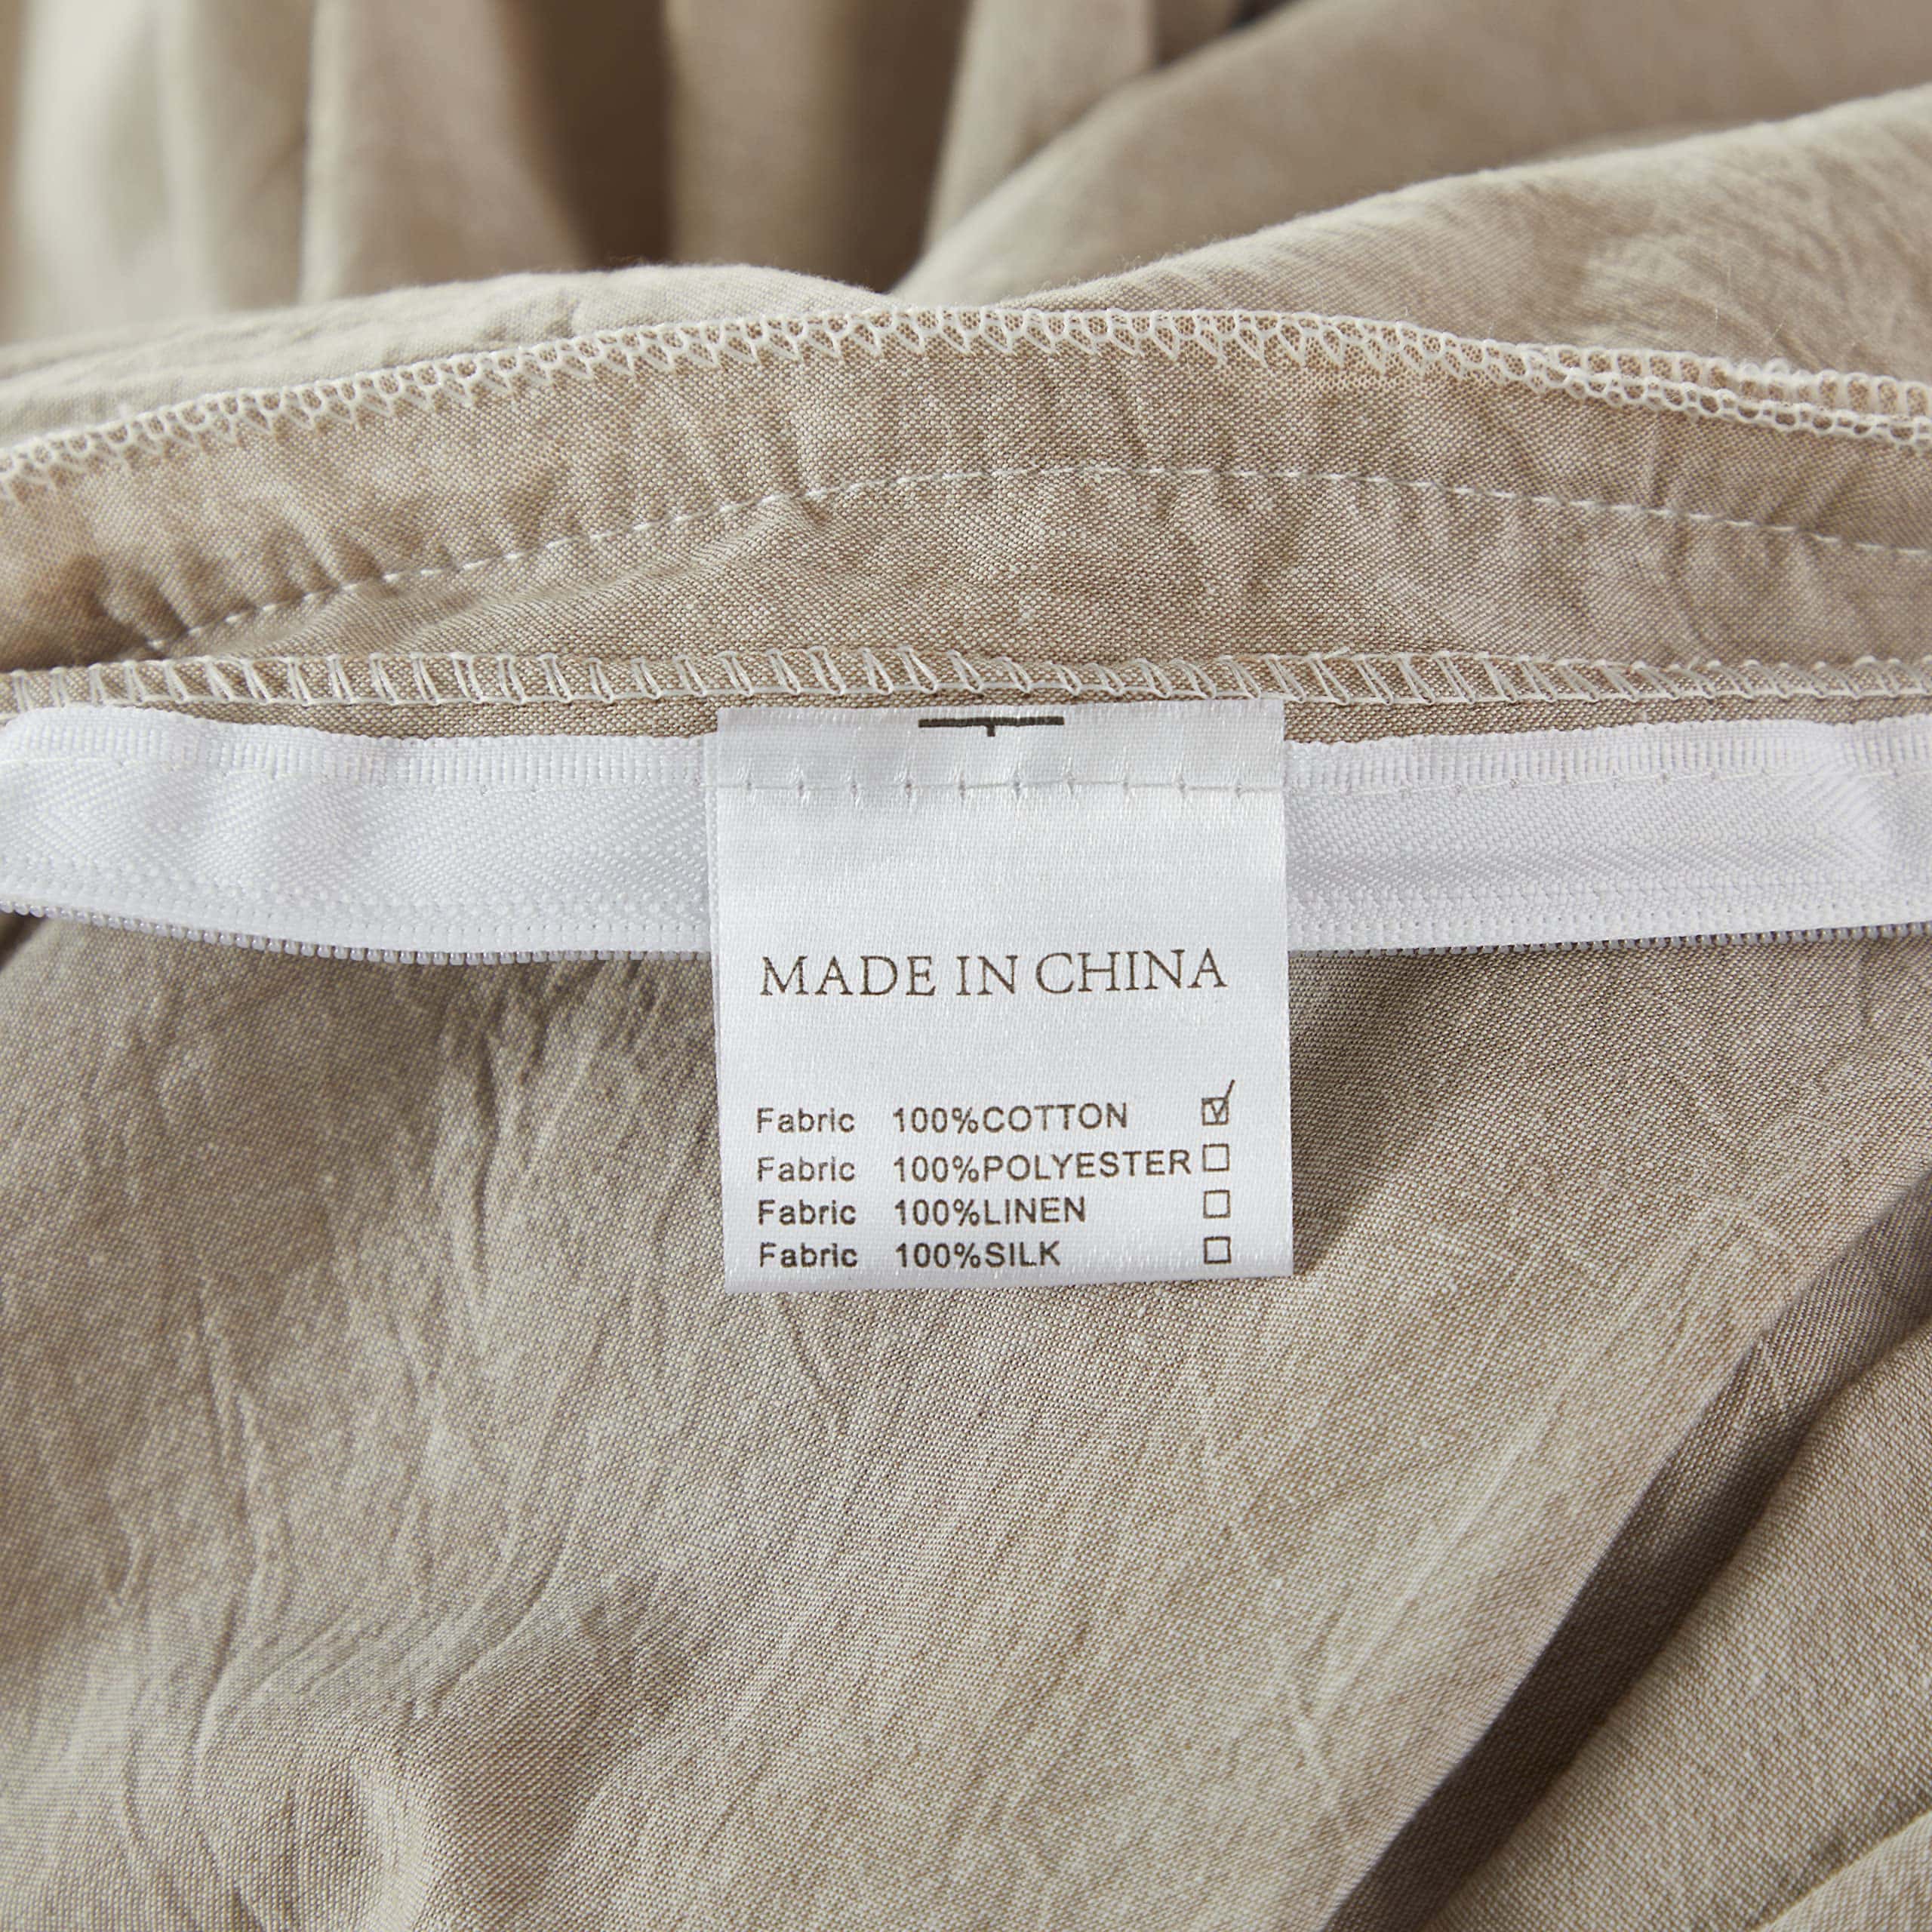 MADE IN CHINA
Fabric 100%COTTON ☑
Fabric 100%POLYESTER ☐
Fabric 100%LINEN ☐
Fabric 100%SILK ☐